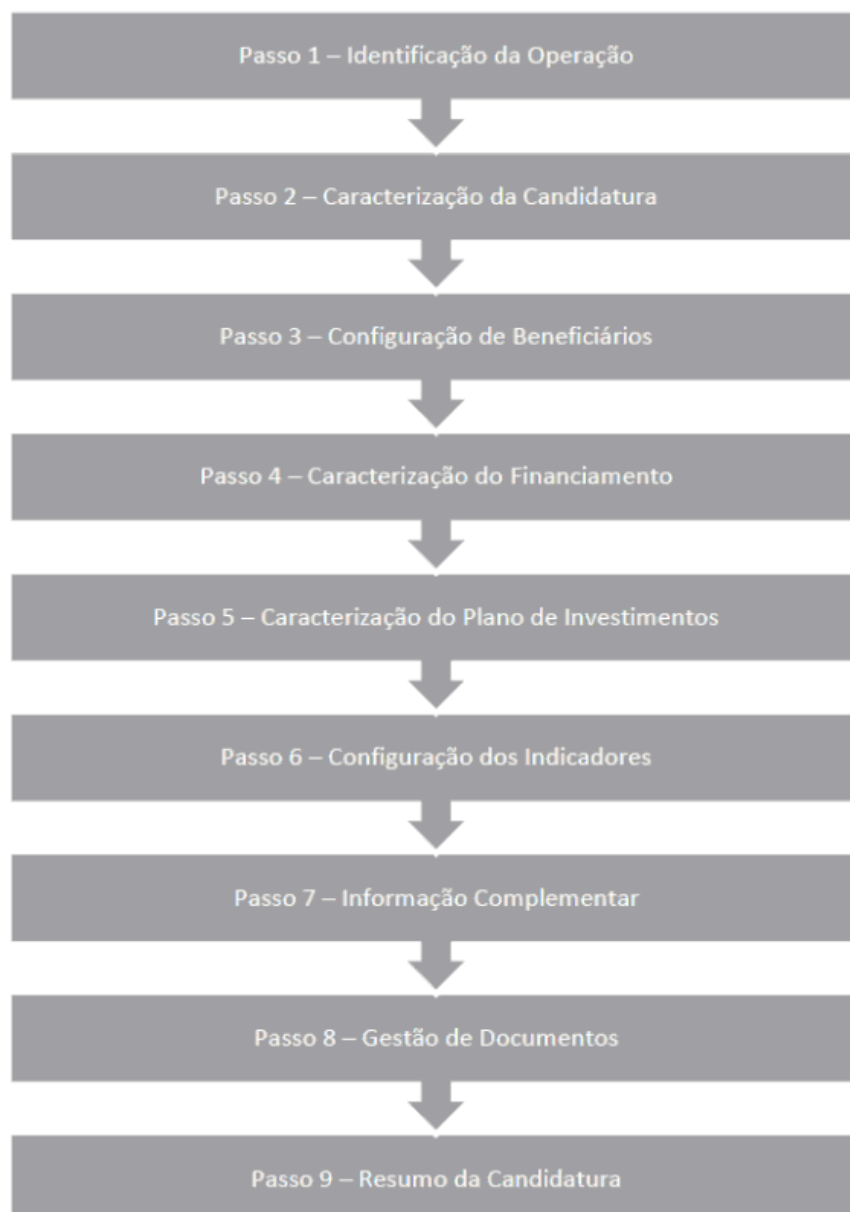 Passo 1 – Identificação da Operação
Passo 2 – Caracterização da Candidatura
Passo 3 – Configuração de Beneficiários
Passo 4 – Caracterização do Financiamento
Passo 5 – Caracterização do Plano de Investimentos
Passo 6 – Configuração dos Indicadores
Passo 7 – Informação Complementar
Passo 8 – Gestão de Documentos
Passo 9 – Resumo da Candidatura